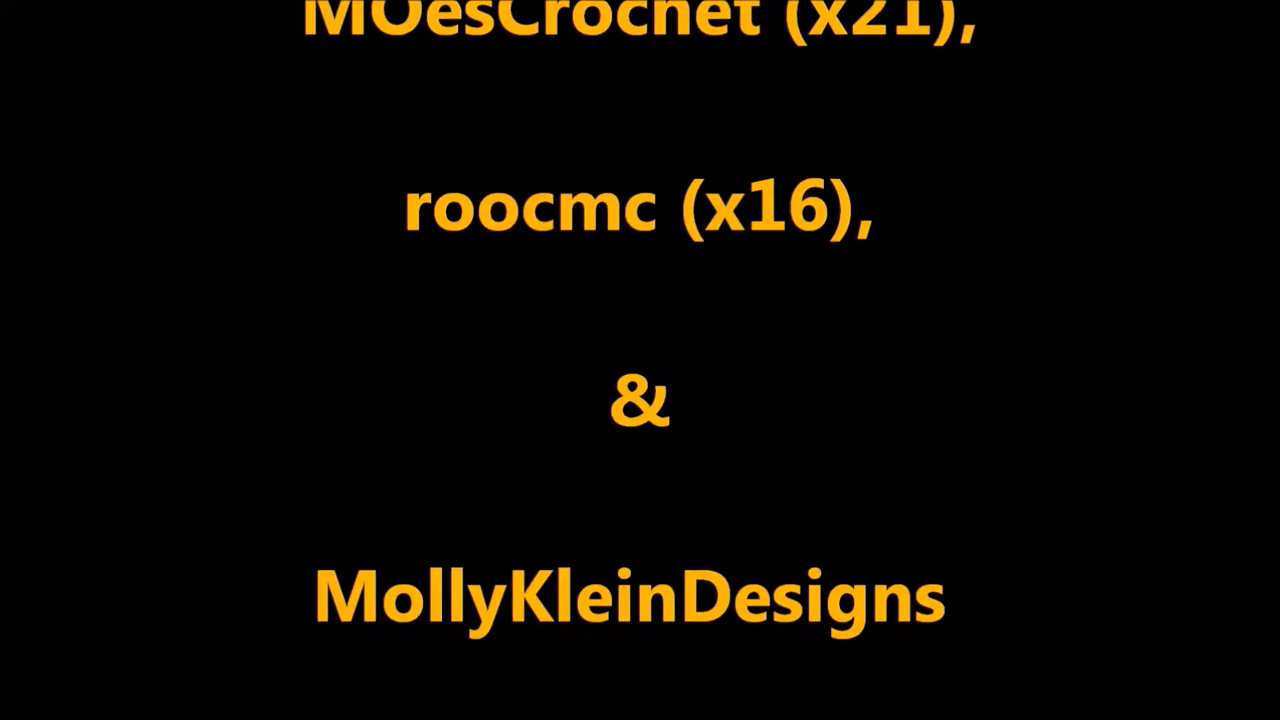 MOesCrochet (x21),
roocmc (x16),
&
MollyKleinDesigns